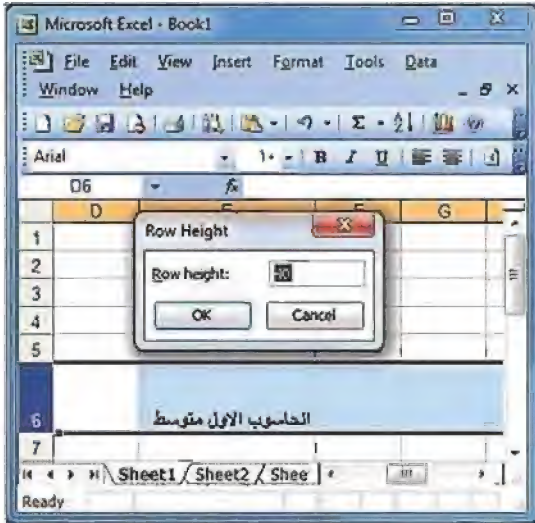 Microsoft Excel - Book1
File Edit View Insert Format Tools Data
Window Help
Arial B I U
D6 fx
D G
Row Height
1
Row height:
2
3
OK Cancel
4
5
6 الحاسوب الاول متوسط
7
Sheet1 Sheet2 Shee
Ready